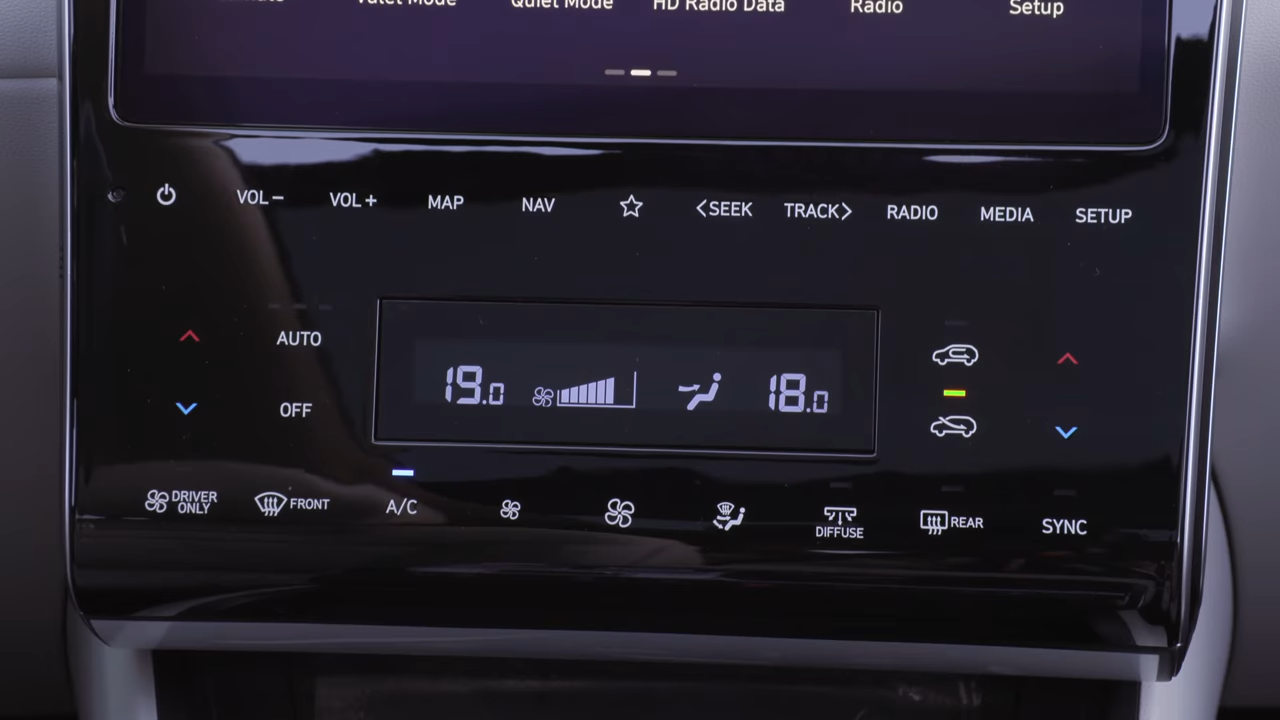 Valet Mode
Quiet Mode
HD Radio Data
Radio
Setup
VOL−
VOL+
MAP
NAV
<SEEK
TRACK>
RADIO
MEDIA
SETUP
AUTO
OFF
19.0
18.0
DRIVER
ONLY
FRONT
A/C
DIFFUSE
REAR
SYNC